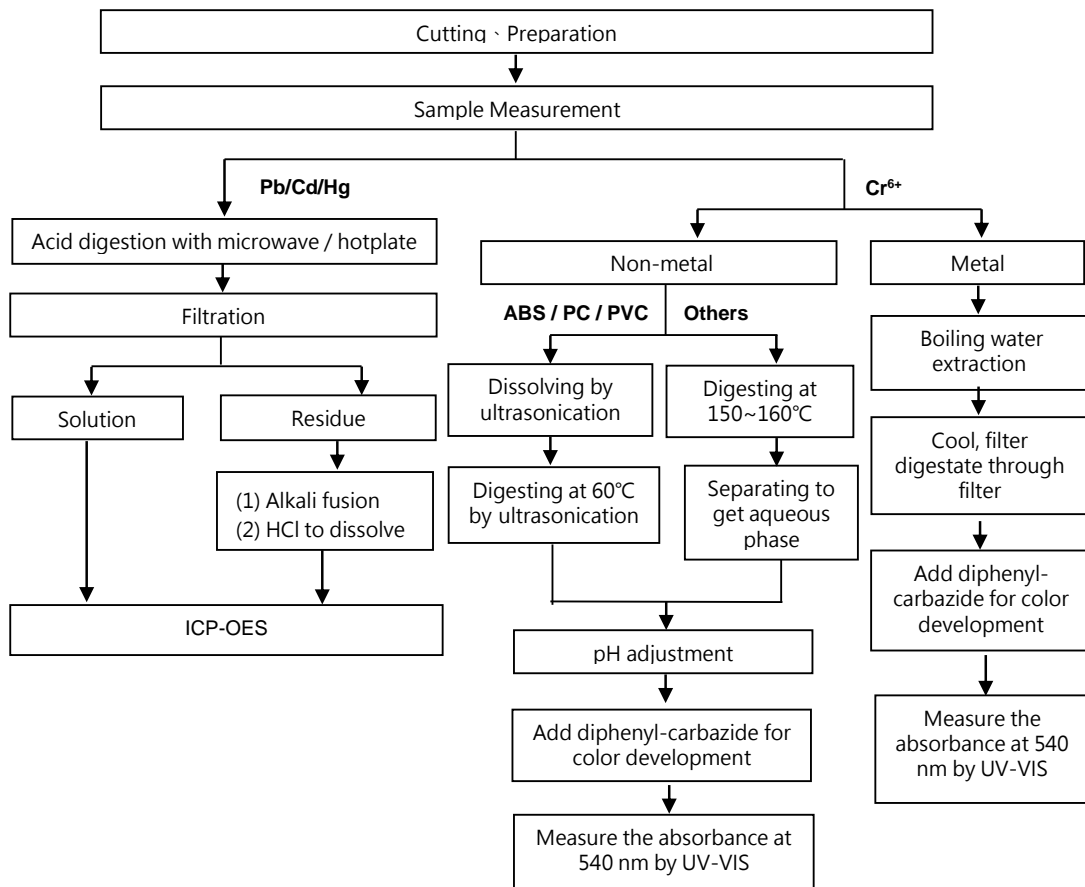 Cutting、Preparation
Sample Measurement
Pb/Cd/Hg
Cr⁶⁺
Acid digestion with microwave / hotplate
Non-metal
Metal
Filtration
ABS / PC / PVC
Others
Boiling water
extraction
Solution
Residue
Dissolving by
ultrasonication
Digesting at
150~160℃
Cool, filter
digestate through
filter
(1) Alkali fusion
(2) HCl to dissolve
Digesting at 60℃
by ultrasonication
Separating to
get aqueous
phase
Add diphenyl-
carbazide for color
development
ICP-OES
pH adjustment
Add diphenyl-carbazide for
color development
Measure the
absorbance at 540
nm by UV-VIS
Measure the absorbance at
540 nm by UV-VIS